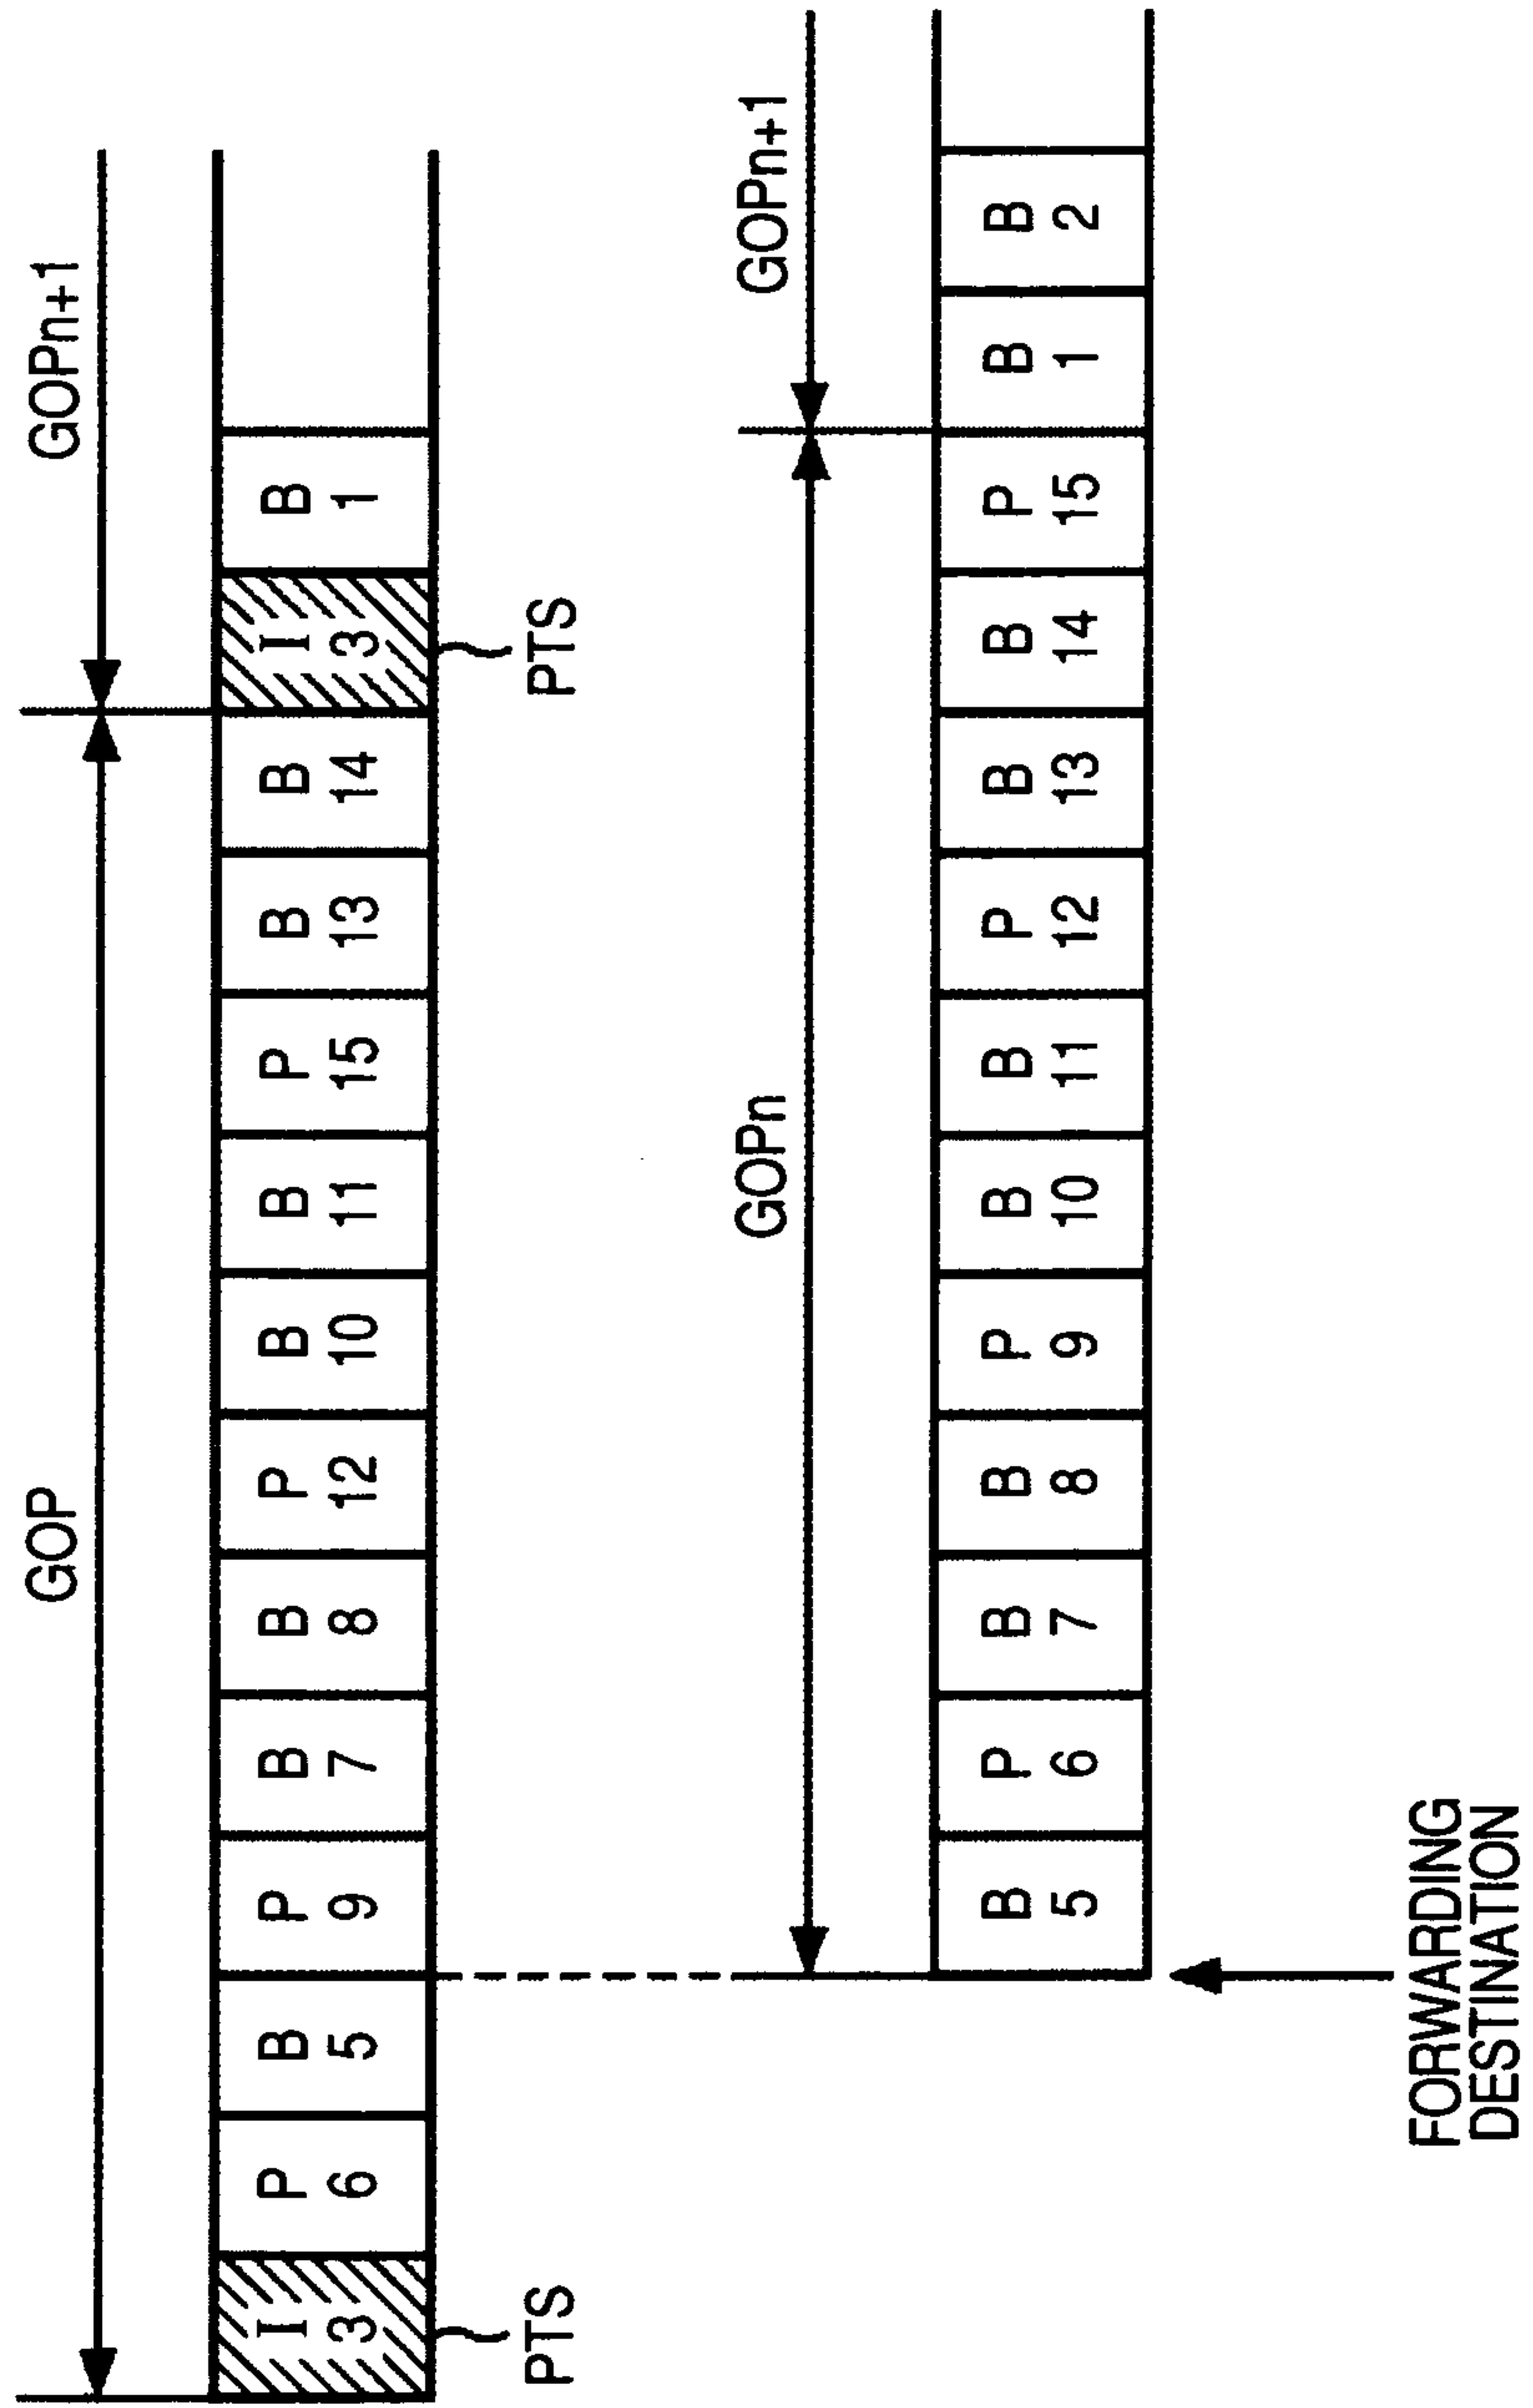 GOP
GOPn+1
I P B P B B P B B P B B I B
3 6 5 9 7 8 12 10 11 15 13 14 3 1
PTS
PTS
GOPn
GOPn+1
B P B B P B B P B B P B B
5 6 7 8 9 10 11 12 13 14 15 1 2
FORWARDING
DESTINATION